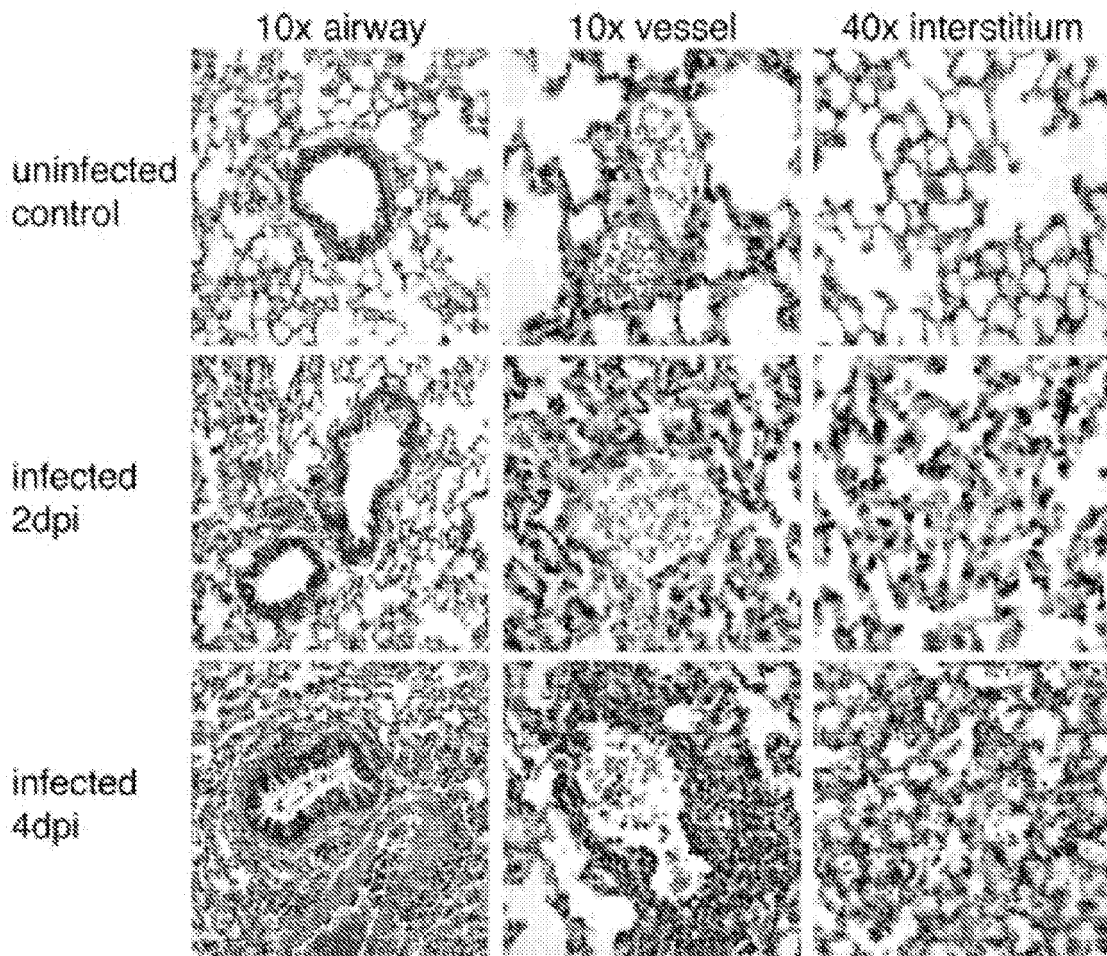 10x airway 10x vessel 40x interstitium
uninfected
control
infected
2dpi
infected
4dpi